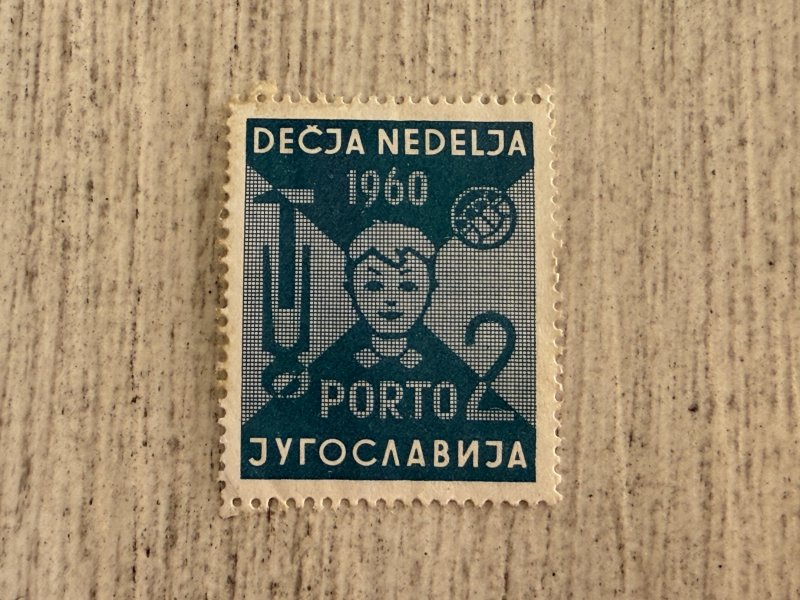 DEČJA NEDELJA
1960
PORTO 2
ЈУГОСЛАВИЈА